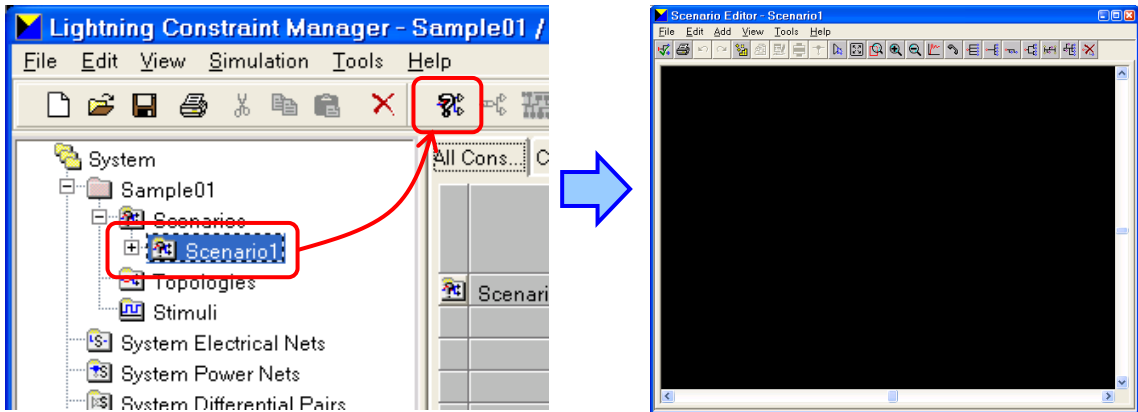 Lightning Constraint Manager - Sample01 /
File Edit View Simulation Tools Help
System
Sample01
Scenarios
Scenario1
Topologies
Stimuli
System Electrical Nets
System Power Nets
System Differential Pairs
All Cons... C
Scenari
Scenario Editor - Scenario1
File Edit Add View Tools Help